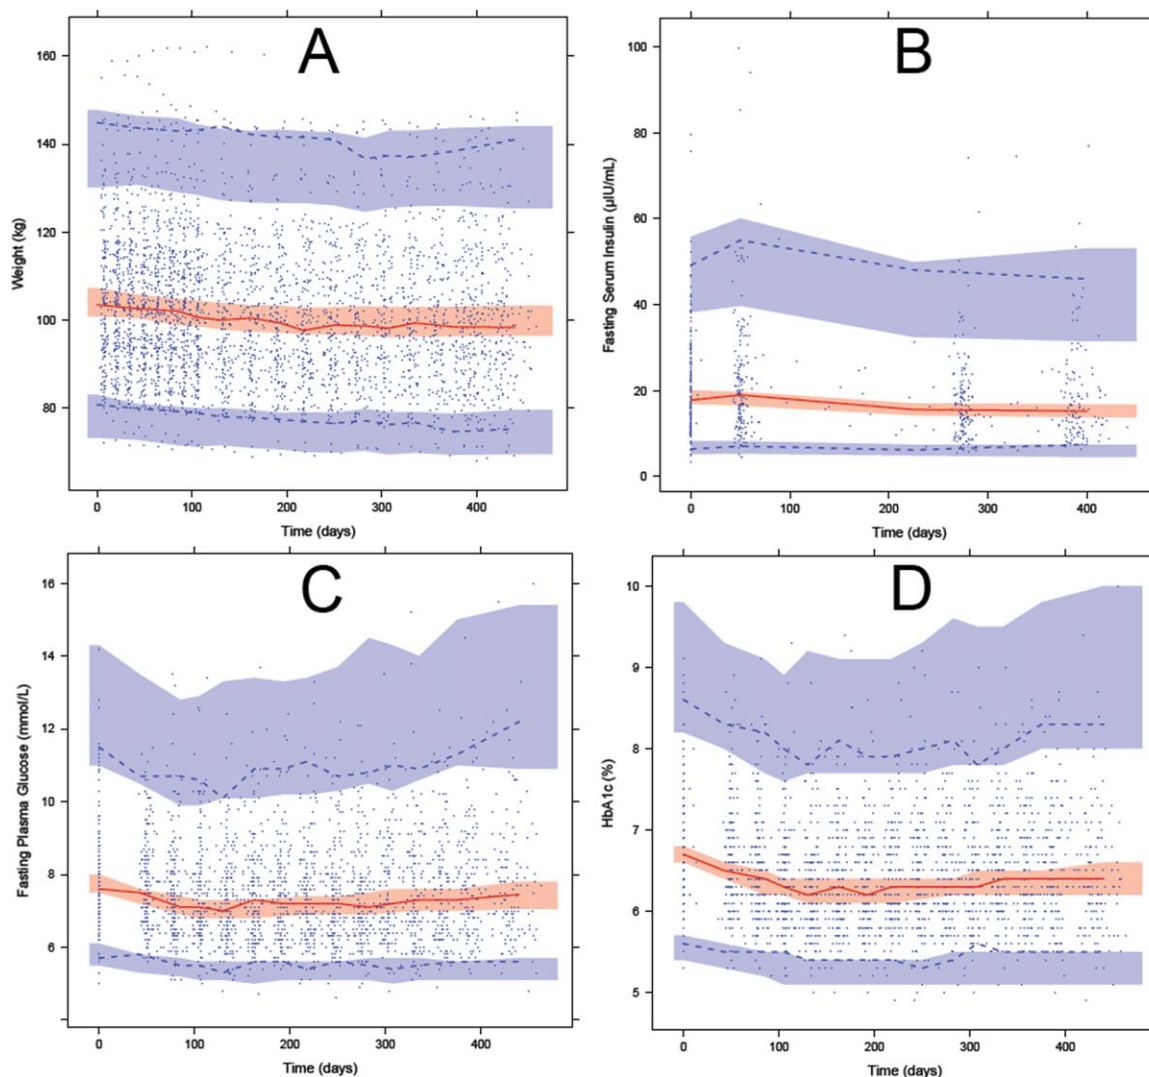 A
Weight (kg)
160
140
120
100
80
0 100 200 300 400
Time (days)
B
Fasting Serum Insulin (µIU/mL)
100
80
60
40
20
0
0 100 200 300 400
Time (days)
C
Fasting Plasma Glucose (mmol/L)
16
14
12
10
8
6
0 100 200 300 400
Time (days)
D
HbA1c (%)
10
9
8
7
6
5
0 100 200 300 400
Time (days)